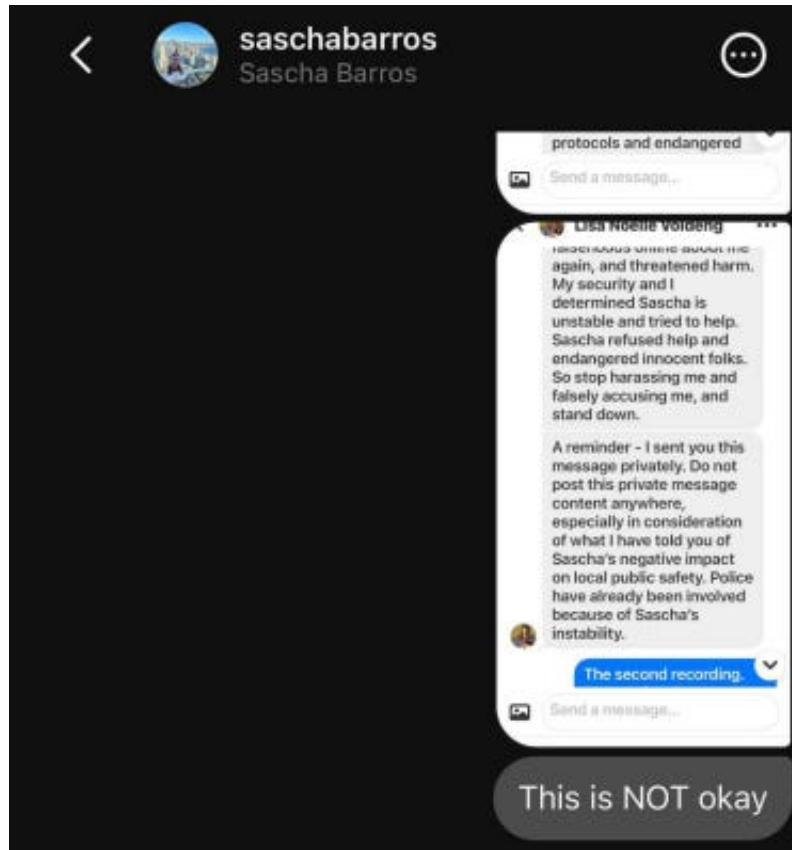 saschabarros
Sascha Barros
protocols and endangered
Send a message...
Lisa Noelle Voldeng
falsehoods online about me
again, and threatened harm.
My security and I
determined Sascha is
unstable and tried to help.
Sascha refused help and
endangered innocent folks.
So stop harassing me and
falsely accusing me, and
stand down.
A reminder - I sent you this
message privately. Do not
post this private message
content anywhere,
especially in consideration
of what I have told you of
Sascha's negative impact
on local public safety. Police
have already been involved
because of Sascha's
instability.
The second recording.
Send a message...
This is NOT okay